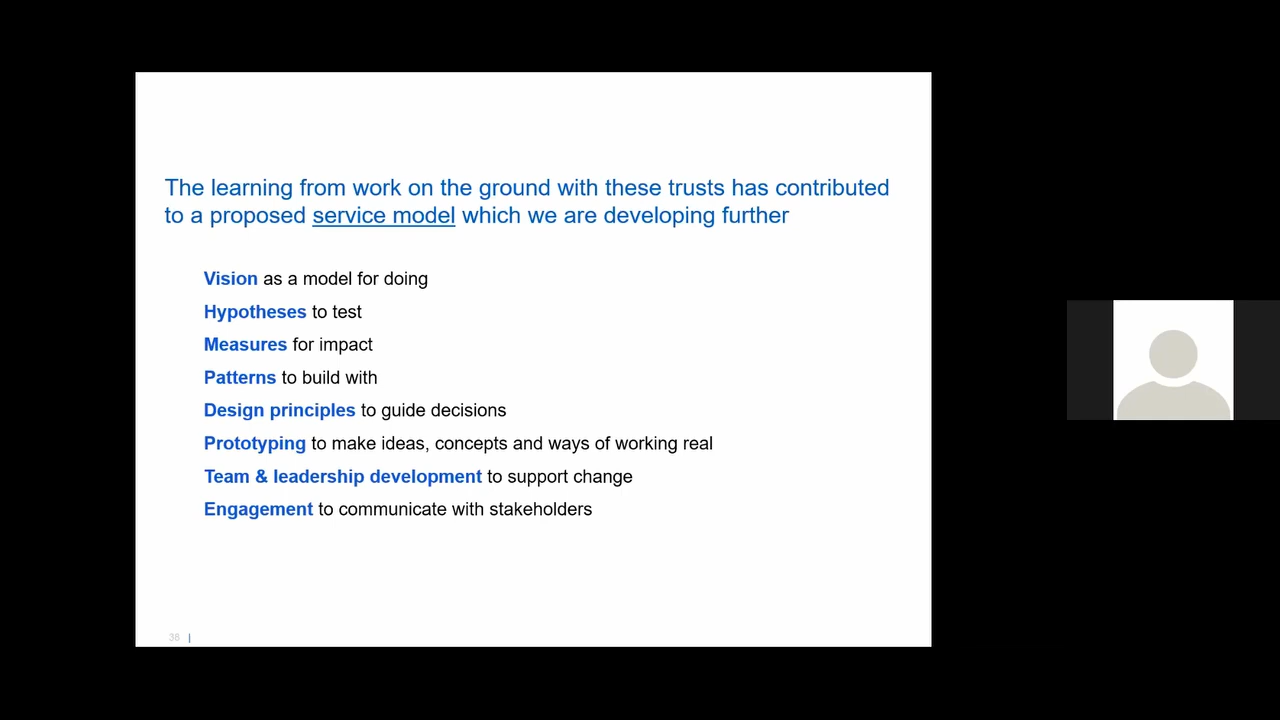 The learning from work on the ground with these trusts has contributed
to a proposed service model which we are developing further
Vision as a model for doing
Hypotheses to test
Measures for impact
Patterns to build with
Design principles to guide decisions
Prototyping to make ideas, concepts and ways of working real
Team & leadership development to support change
Engagement to communicate with stakeholders
38 |